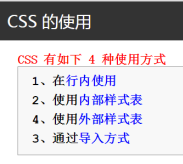 CSS 的使用
CSS 有如下 4 种使用方式
1、在行内使用
2、使用内部样式表
4、使用外部样式表
3、通过导入方式